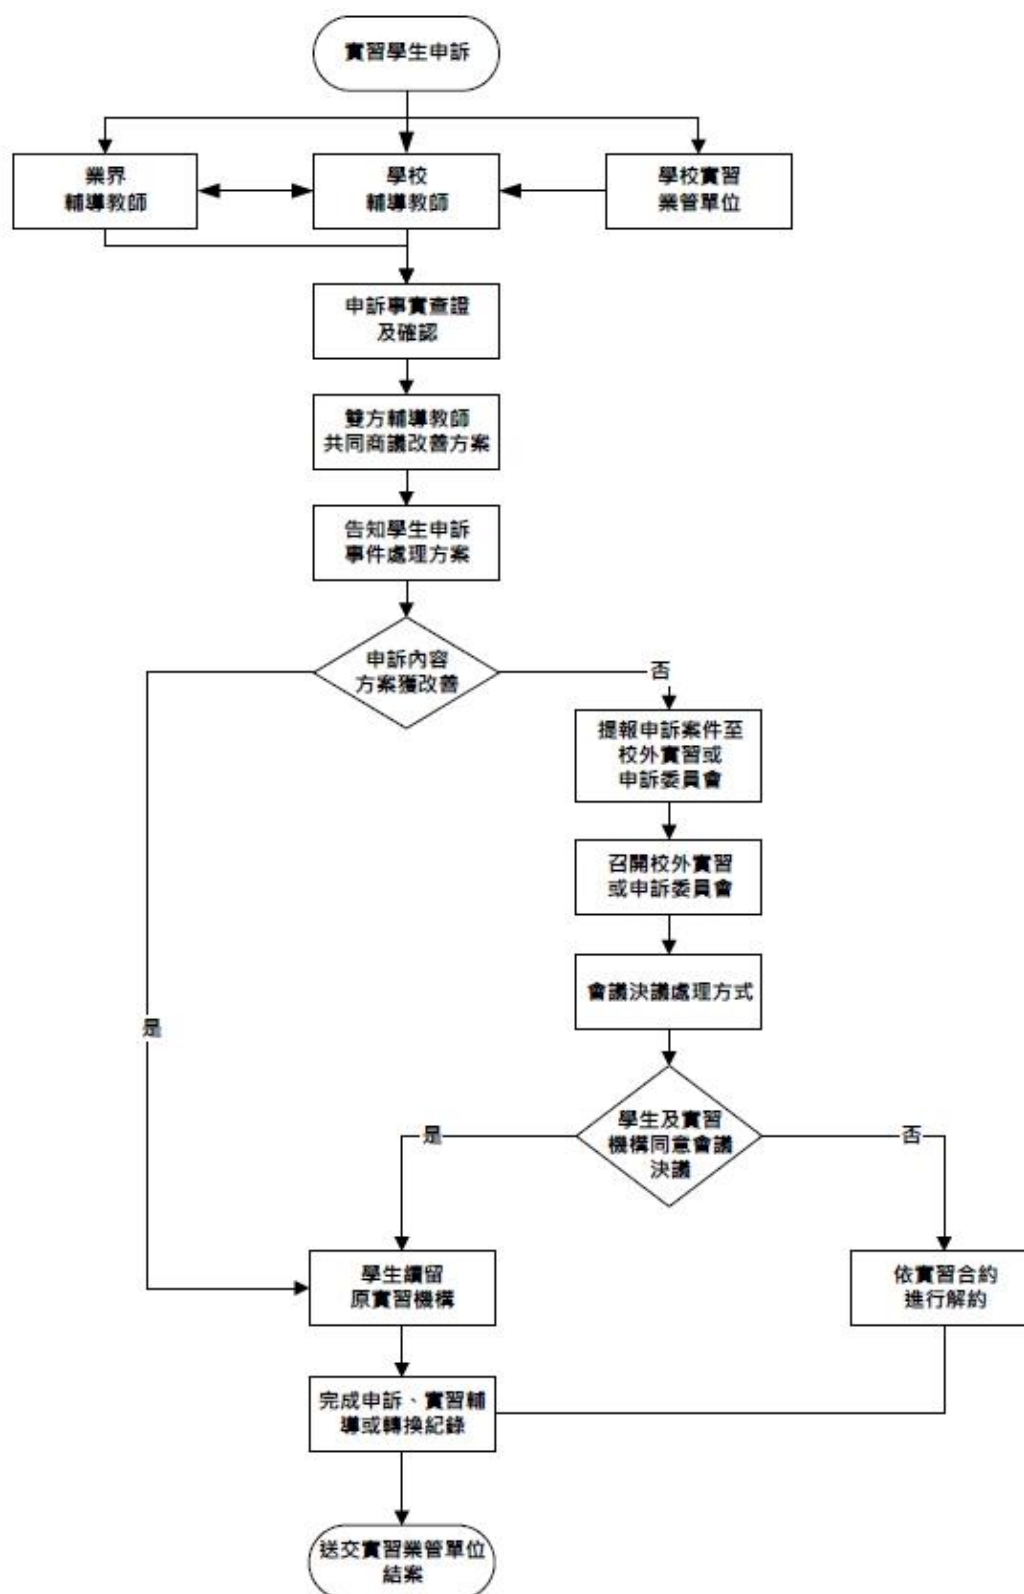 實習學生申訴
業界
輔導教師
學校
輔導教師
學校實習
業管單位
申訴事實查證
及確認
雙方輔導教師
共同商議改善方案
告知學生申訴
事件處理方案
申訴內容
方案獲改善
否
提報申訴案件至
校外實習或
申訴委員會
召開校外實習
或申訴委員會
會議決議處理方式
是
學生及實習
機構同意會議
決議
是
否
學生續留
原實習機構
依實習合約
進行解約
完成申訴、實習輔
導或轉換紀錄
送交實習業管單位
結案